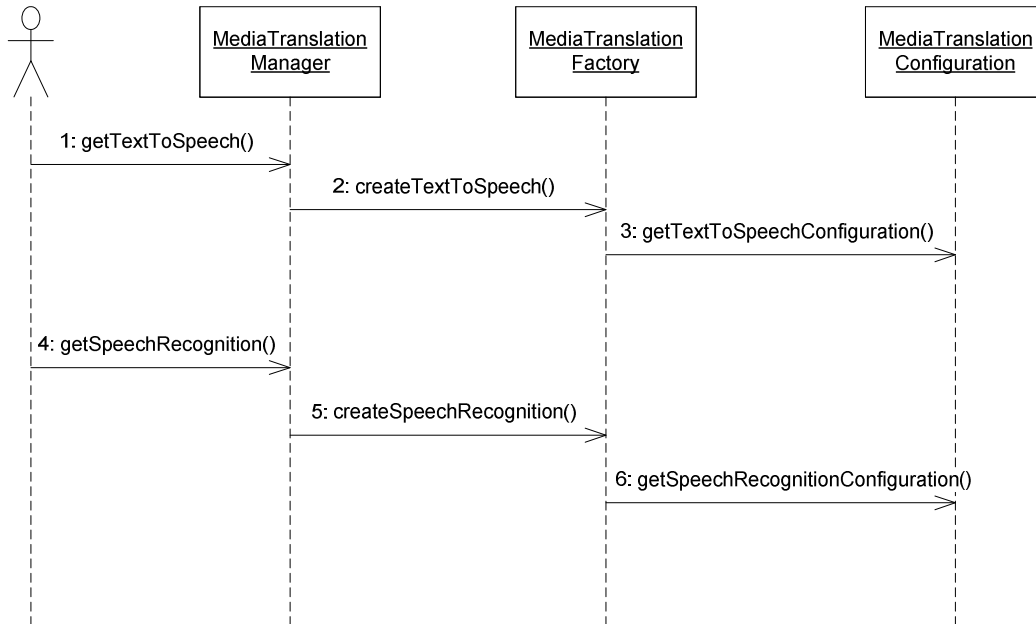 MediaTranslation
Manager
MediaTranslation
Factory
MediaTranslation
Configuration
1: getTextToSpeech()
2: createTextToSpeech()
3: getTextToSpeechConfiguration()
4: getSpeechRecognition()
5: createSpeechRecognition()
6: getSpeechRecognitionConfiguration()